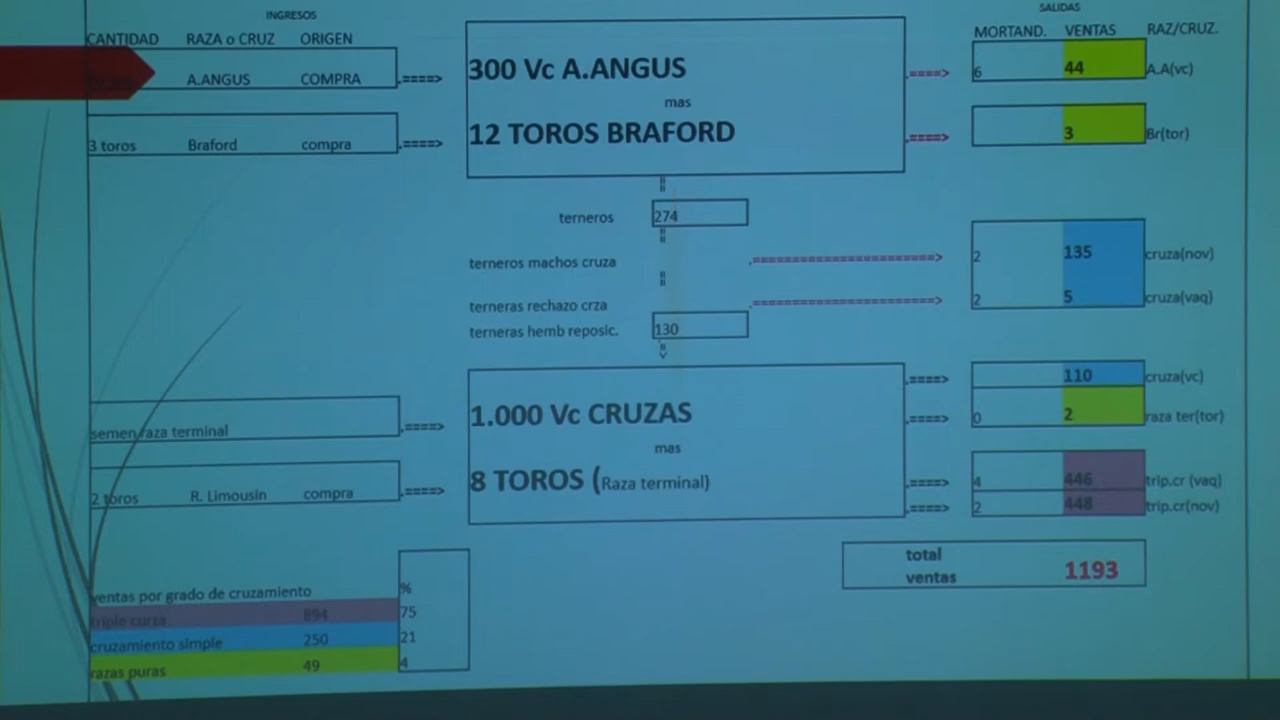 INGRESOS
SALIDAS
CANTIDAD RAZA o CRUZ ORIGEN
MORTAND. VENTAS RAZ/CRUZ.
A.ANGUS COMPRA .====>
300 Vc A.ANGUS
.====> 6 44 A.A(vc)
mas
3 toros Braford compra .====>
12 TOROS BRAFORD
.====> 3 Br(tor)
terneros 274
terneros machos cruza .======================> 2 135 cruza(nov)
terneras rechazo crza .======================> 2 5 cruza(vaq)
terneras hemb reposic. 130
.====> 110 cruza(vc)
semen raza terminal .====>
1.000 Vc CRUZAS
.====> 0 2 raza ter(tor)
mas
2 toros R. Limousin compra .====>
8 TOROS (Raza terminal)
.====> 4 446 trip.cr (vaq)
.====> 2 448 trip.cr(nov)
total
ventas 1193
ventas por grado de cruzamiento %
triple curza 894 75
cruzamiento simple 250 21
razas puras 49 4